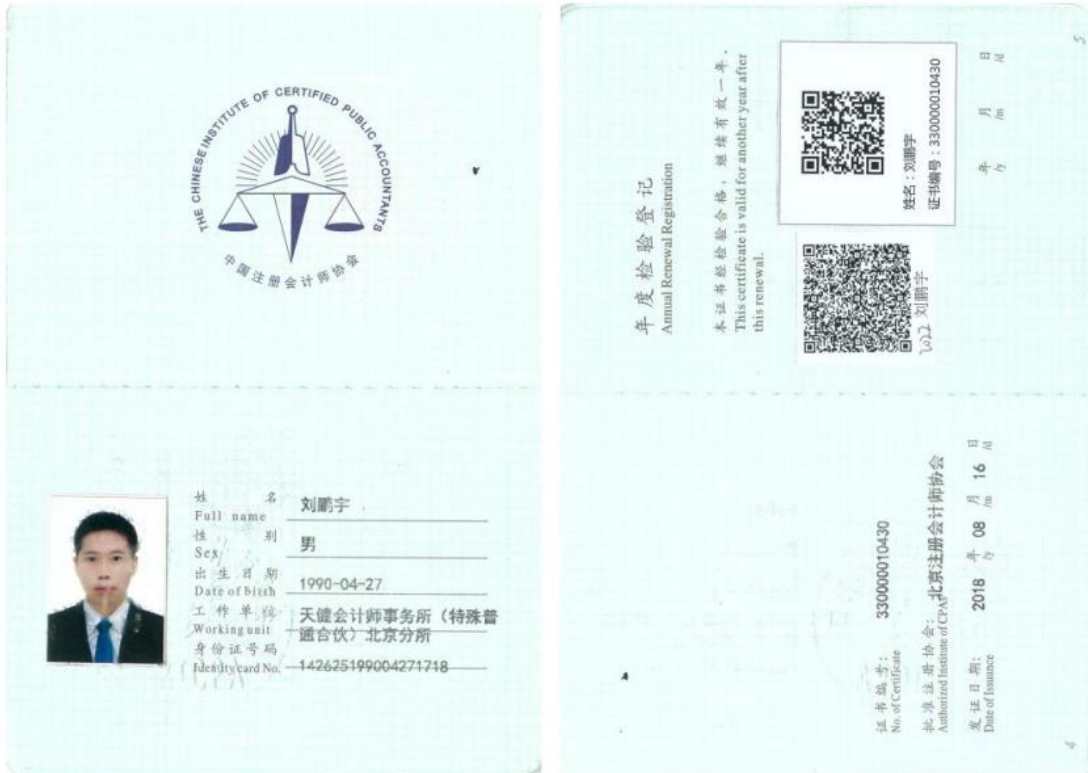 THE CHINESE INSTITUTE OF CERTIFIED PUBLIC ACCOUNTANTS
中国注册会计师协会
姓 名 刘鹏宇
Full name
性 别 男
Sex
出生日期 1990-04-27
Date of birth
工作单位 天健会计师事务所（特殊普
Working unit 通合伙）北京分所
身份证号码
Identity card No. 142625199004271718
年度检验登记
Annual Renewal Registration
本证书经检验合格，继续有效一年。
This certificate is valid for another year after
this renewal.
姓名：刘鹏宇
证书编号：330000010430
2022 刘鹏宇
年 月 日
/y /m /d
5
证书编号： 330000010430
No. of Certificate
批准注册协会： 北京注册会计师协会
Authorized Institute of CPAs
发证日期： 2018 年 08 月 16 日
Date of Issuance /y /m /d
4